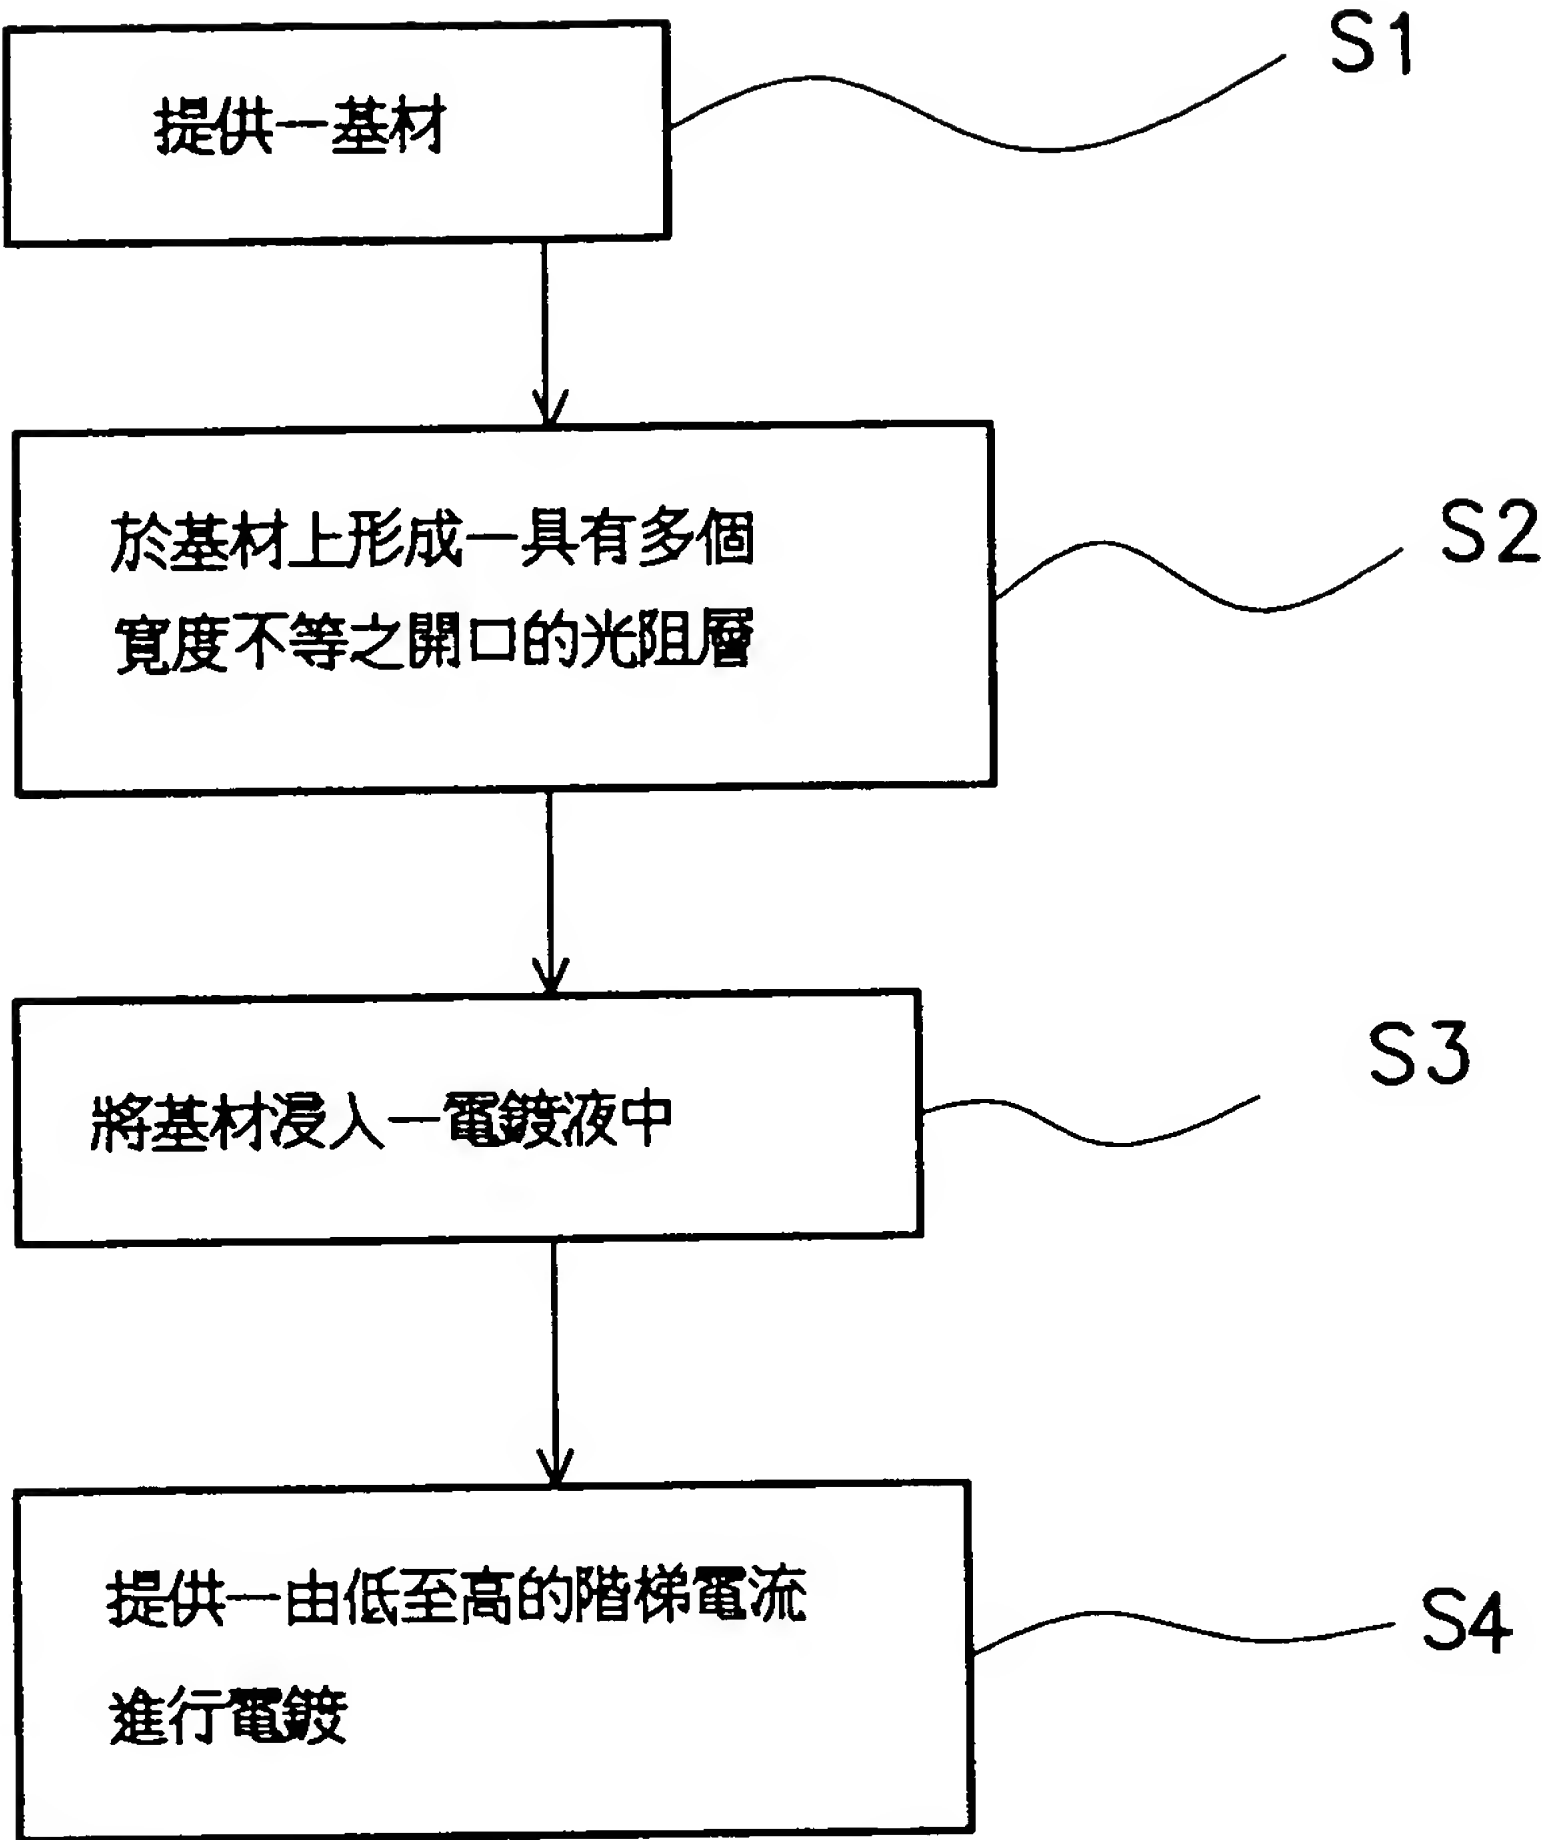 提供一基材
S1
於基材上形成一具有多個
寬度不等之開口的光阻層
S2
將基材浸入一電鍍液中
S3
提供一由低至高的階梯電流
進行電鍍
S4